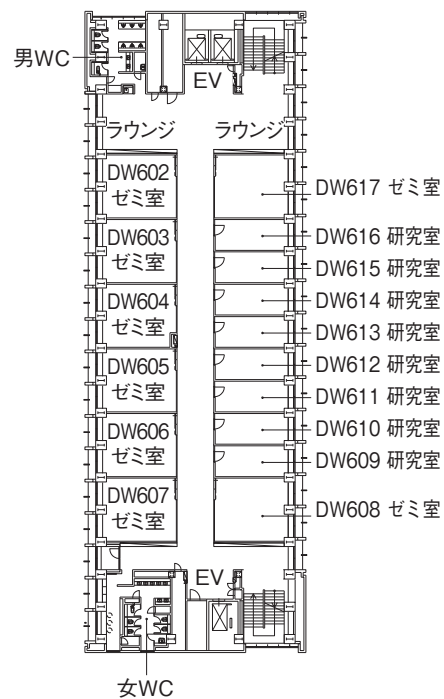 男WC
EV
ラウンジ
ラウンジ
DW602
ゼミ室
DW603
ゼミ室
DW604
ゼミ室
DW605
ゼミ室
DW606
ゼミ室
DW607
ゼミ室
DW617 ゼミ室
DW616 研究室
DW615 研究室
DW614 研究室
DW613 研究室
DW612 研究室
DW611 研究室
DW610 研究室
DW609 研究室
DW608 ゼミ室
EV
女WC